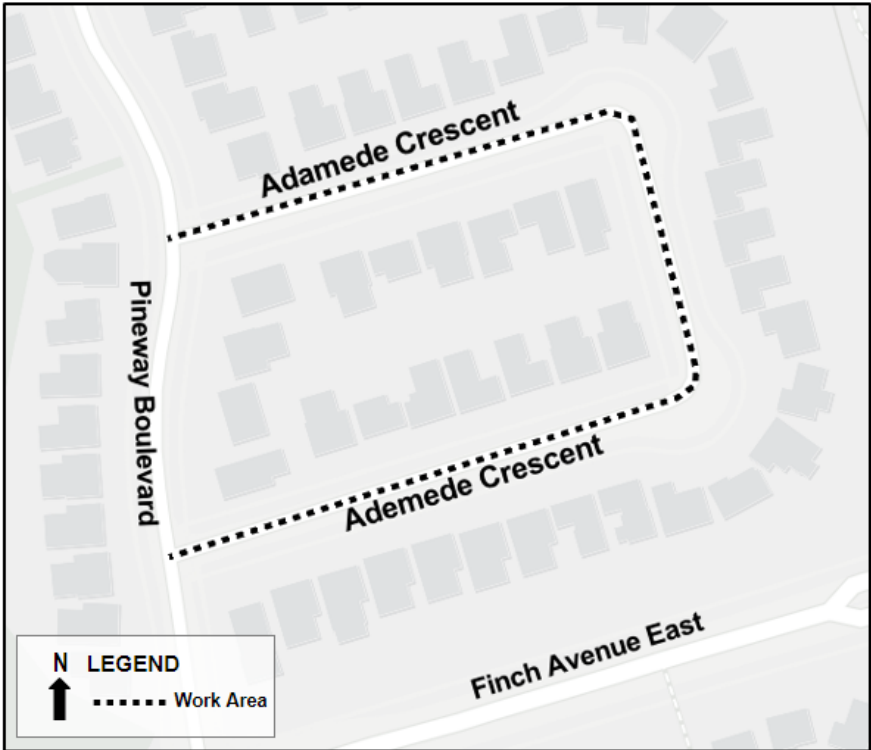 Adamede Crescent
Pineway Boulevard
Ademede Crescent
Finch Avenue East
N LEGEND
Work Area